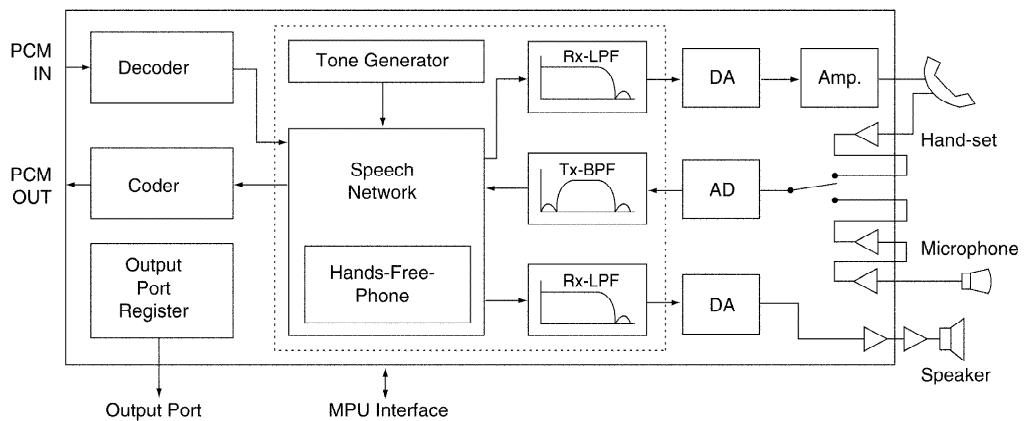 PCM
IN
Decoder
Tone Generator
Rx-LPF
DA
Amp.
Hand-set
PCM
OUT
Coder
Speech
Network
Tx-BPF
AD
Microphone
Output
Port
Register
Hands-Free-
Phone
Rx-LPF
DA
Speaker
Output Port
MPU Interface